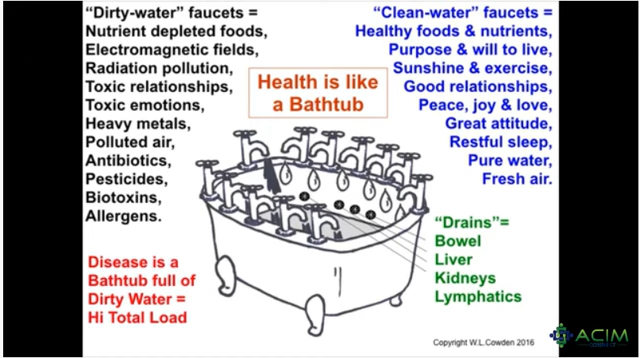 "Dirty-water" faucets =
Nutrient depleted foods,
Electromagnetic fields,
Radiation pollution,
Toxic relationships,
Toxic emotions,
Heavy metals,
Polluted air,
Antibiotics,
Pesticides,
Biotoxins,
Allergens.
Health is like
a Bathtub
"Clean-water" faucets =
Healthy foods & nutrients,
Purpose & will to live,
Sunshine & exercise,
Good relationships,
Peace, joy & love,
Great attitude,
Restful sleep,
Pure water,
Fresh air.
Disease is a
Bathtub full of
Dirty Water =
Hi Total Load
"Drains"=
Bowel
Liver
Kidneys
Lymphatics
Copyright W.L.Cowden 2016
ACIM